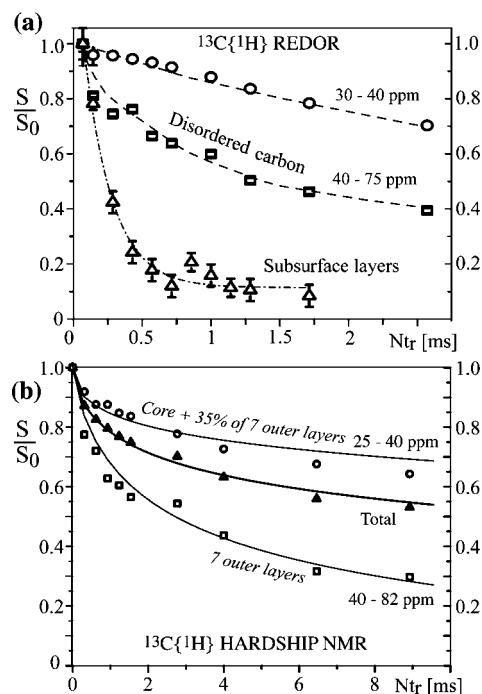 (a)
13C{1H} REDOR
S
S0
1.0
0.8
0.6
0.4
0.2
0
1.0
0.8
0.6
0.4
0.2
30 - 40 ppm
Disordered carbon
40 - 75 ppm
Subsurface layers
0
0.5
1
1.5
2
2.5
Ntr [ms]
(b)
S
S0
1.0
0.8
0.6
0.4
0.2
0
1.0
0.8
0.6
0.4
0.2
Core + 35% of 7 outer layers
25 - 40 ppm
Total
7 outer layers
40 - 82 ppm
13C{1H} HARDSHIP NMR
0
2
4
6
8
Ntr [ms]